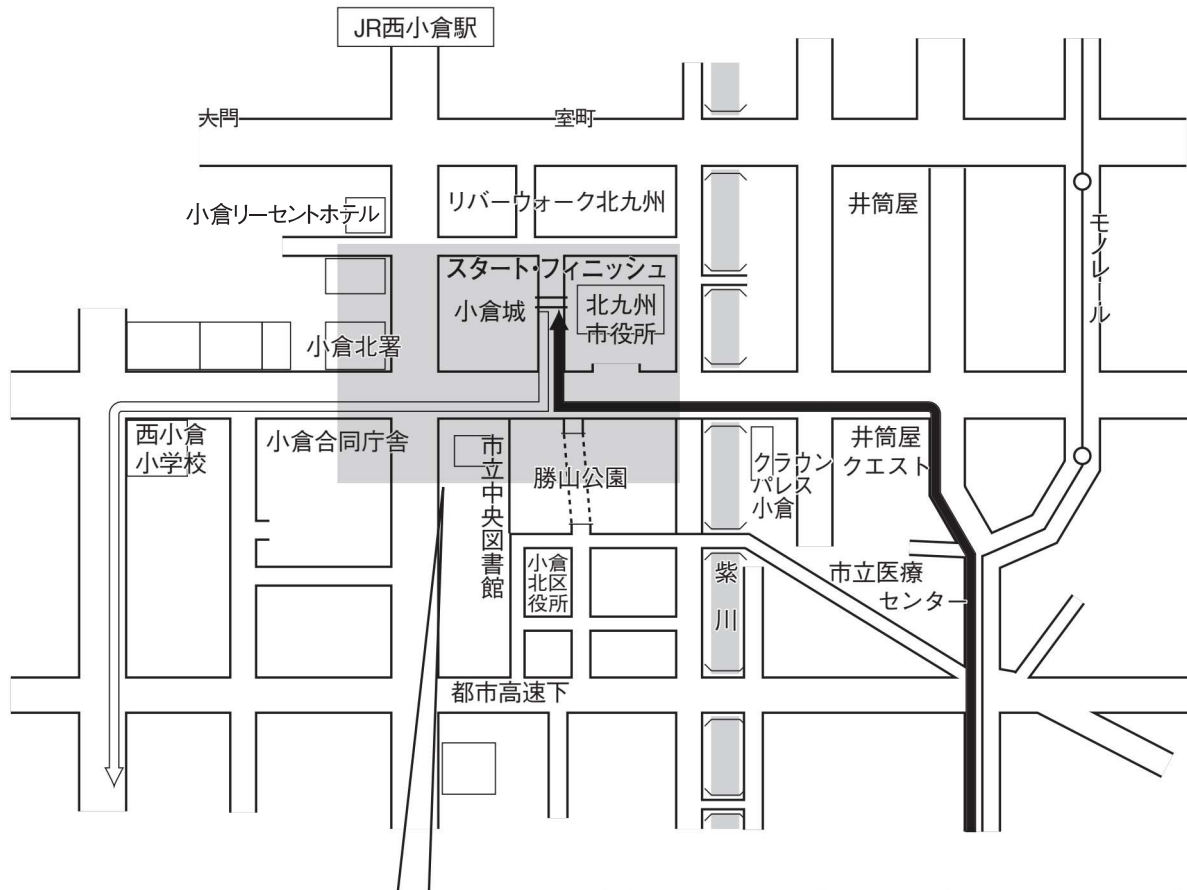 JR西小倉駅
大門
室町
小倉リーセントホテル
リバーウォーク北九州
井筒屋
モノレール
スタート・フィニッシュ
小倉城
北九州
市役所
小倉北署
西小倉
小学校
小倉合同庁舎
市立中央図書館
勝山公園
クラウン
パレス
小倉
井筒屋
クエスト
小倉
北区
役所
紫川
市立医療
センター
都市高速下